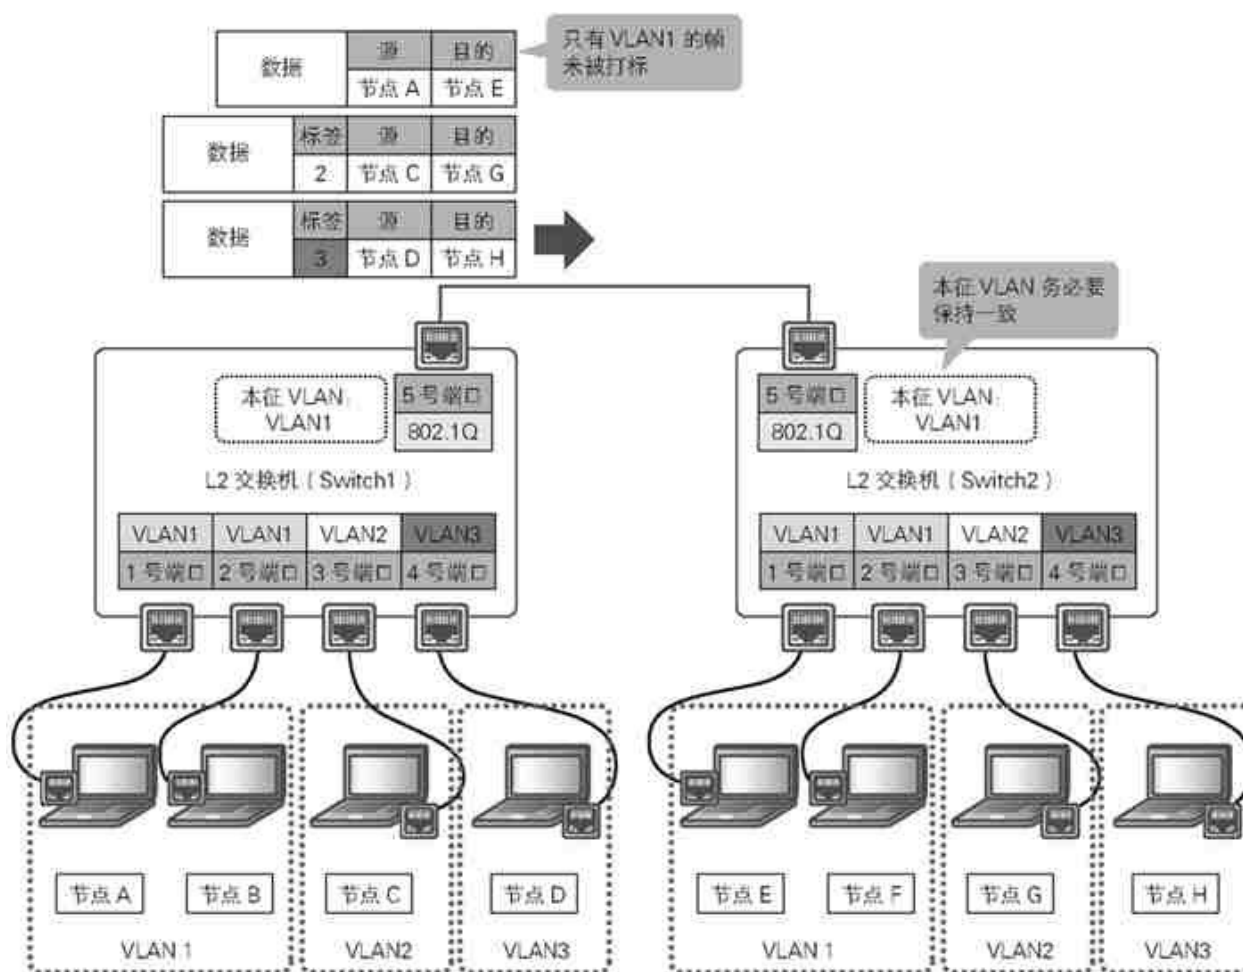 数据 源 目的
节点 A 节点 E
只有 VLAN1 的帧
未被打标
数据 标签 源 目的
2 节点 C 节点 G
数据 标签 源 目的
3 节点 D 节点 H
本征 VLAN 务必要
保持一致
本征 VLAN:
VLAN1
5 号端口
802.1Q
L2 交换机 ( Switch1 )
VLAN1 VLAN1 VLAN2 VLAN3
1 号端口 2 号端口 3 号端口 4 号端口
5 号端口
802.1Q
本征 VLAN:
VLAN1
L2 交换机 ( Switch2 )
VLAN1 VLAN1 VLAN2 VLAN3
1 号端口 2 号端口 3 号端口 4 号端口
节点 A 节点 B 节点 C 节点 D
VLAN 1 VLAN2 VLAN3
节点 E 节点 F 节点 G 节点 H
VLAN 1 VLAN2 VLAN3